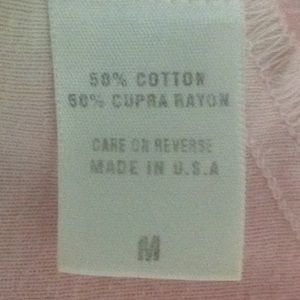 50% COTTON
50% CUPRA RAYON
CARE ON REVERSE
MADE IN U.S.A
M